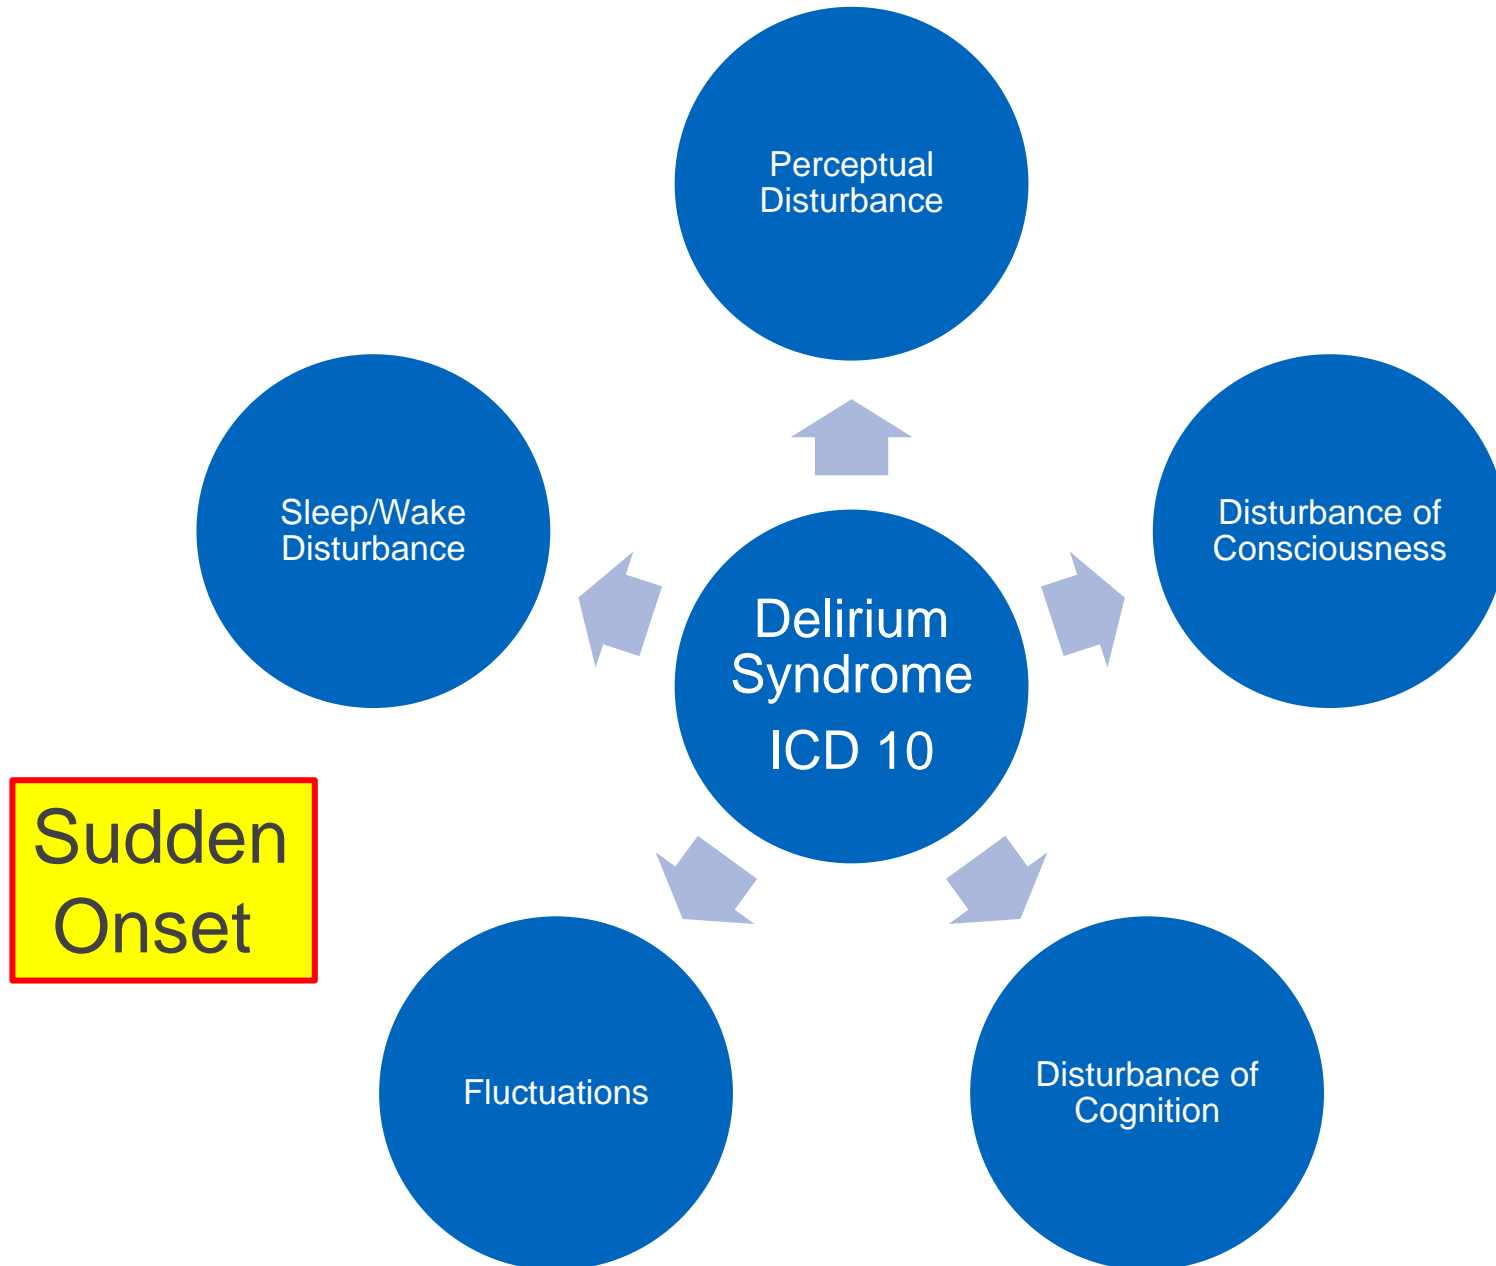 Perceptual
Disturbance
Sleep/Wake
Disturbance
Disturbance of
Consciousness
Delirium
Syndrome
ICD 10
Sudden
Onset
Fluctuations
Disturbance of
Cognition